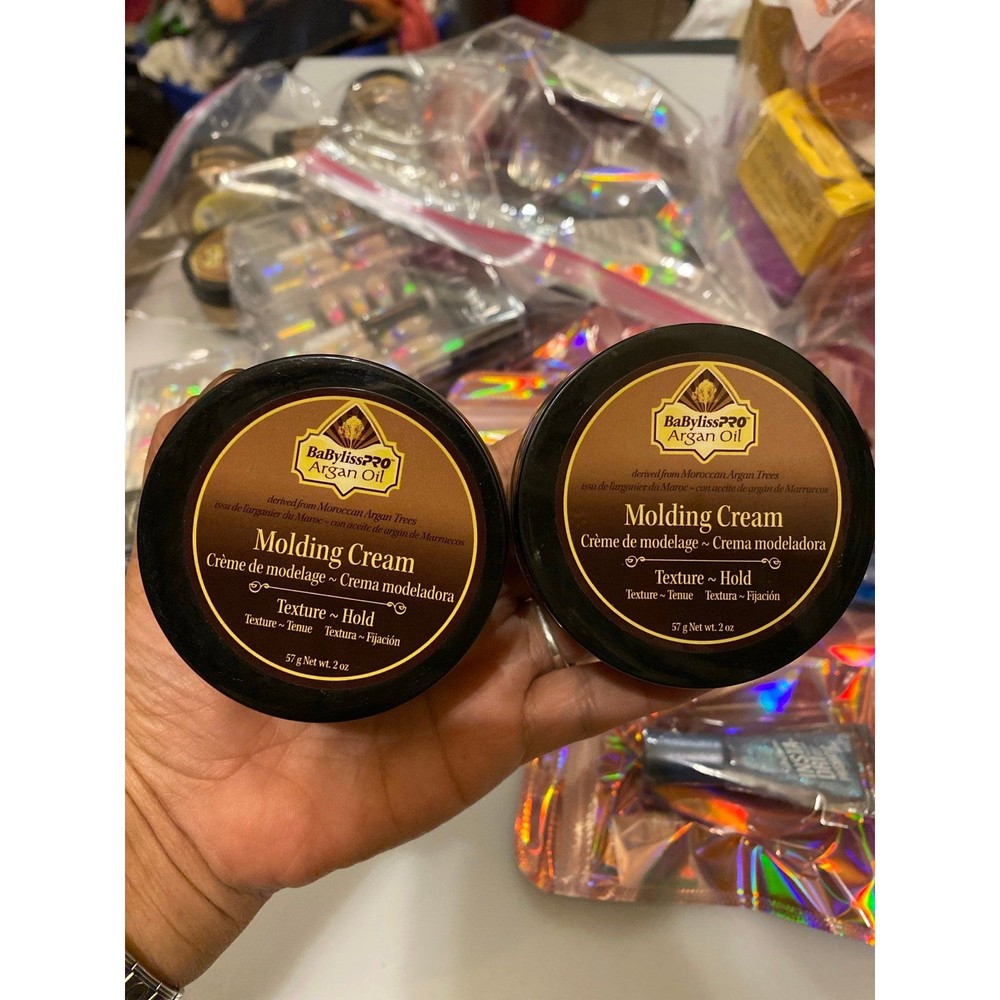 BaBylissPRO
Argan Oil
derived from Moroccan Argan Trees
issu de l'arganier du Maroc ~ con aceite de argán de Marruecos
Molding Cream
Crème de modelage ~ Crema modeladora
Texture ~ Hold
Texture ~ Tenue Textura ~ Fijación
57 g Net wt. 2 oz
BaBylissPRO™
Argan Oil
derived from Moroccan Argan Trees
issu de l'arganier du Maroc ~ con aceite de argán de Marruecos
Molding Cream
Crème de modelage ~ Crema modeladora
Texture ~ Hold
Texture ~ Tenue Textura ~ Fijación
57 g Net wt. 2 oz
INSTA-
DRI